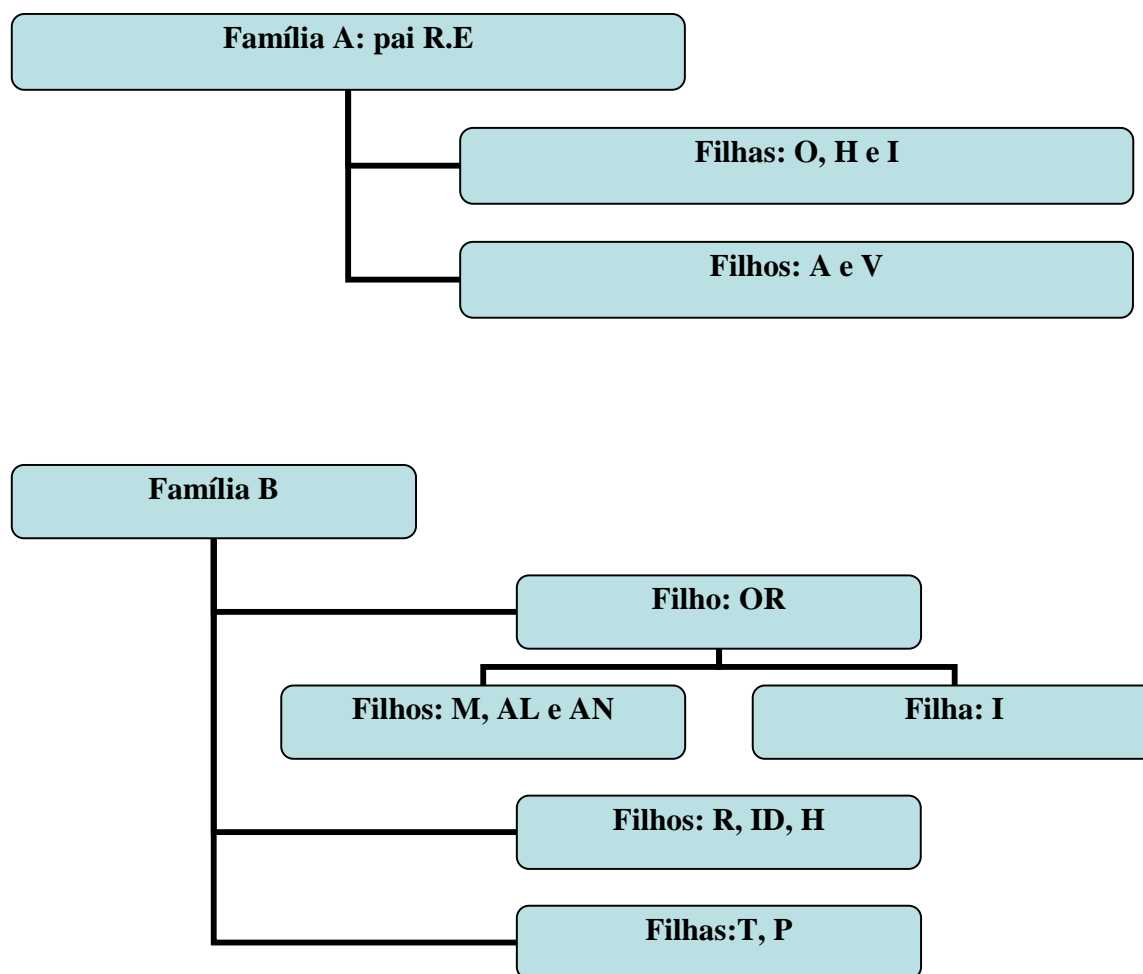 Família A: pai R.E
Filhas: O, H e I
Filhos: A e V
Família B
Filho: OR
Filhos: M, AL e AN
Filha: I
Filhos: R, ID, H
Filhas:T, P